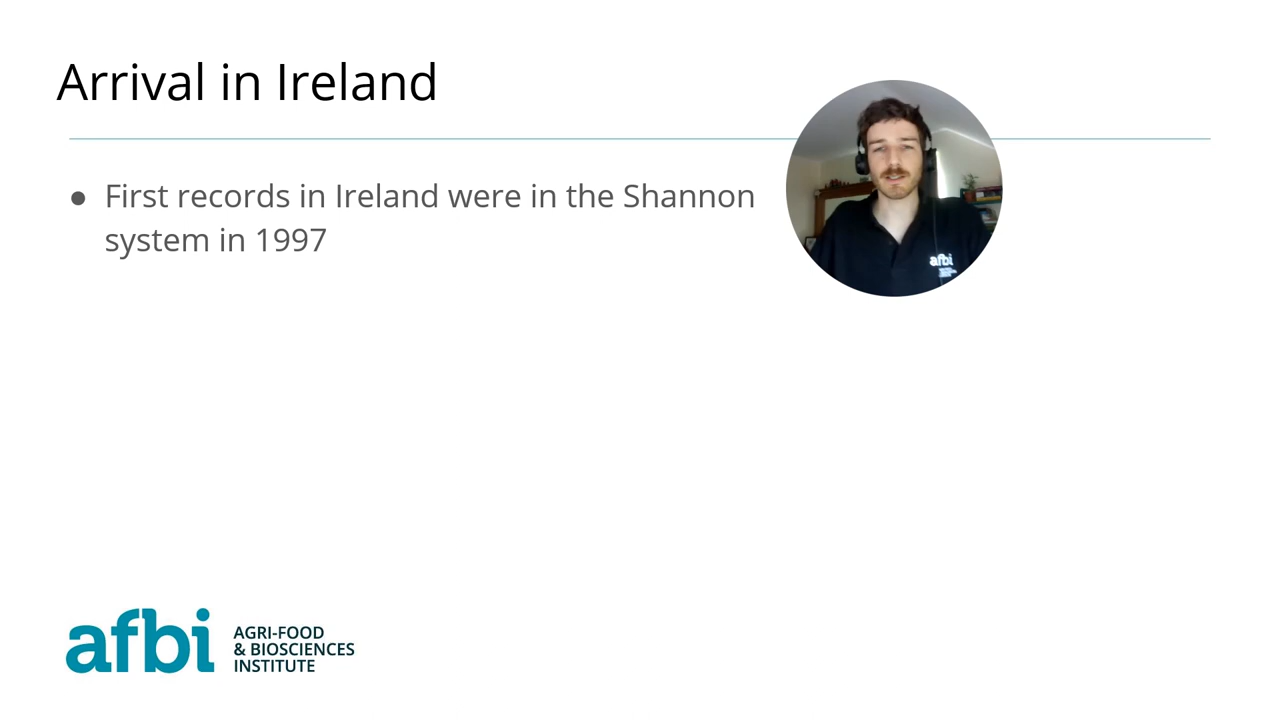 Arrival in Ireland
● First records in Ireland were in the Shannon
system in 1997
afbi
afbi
AGRI-FOOD
& BIOSCIENCES
INSTITUTE